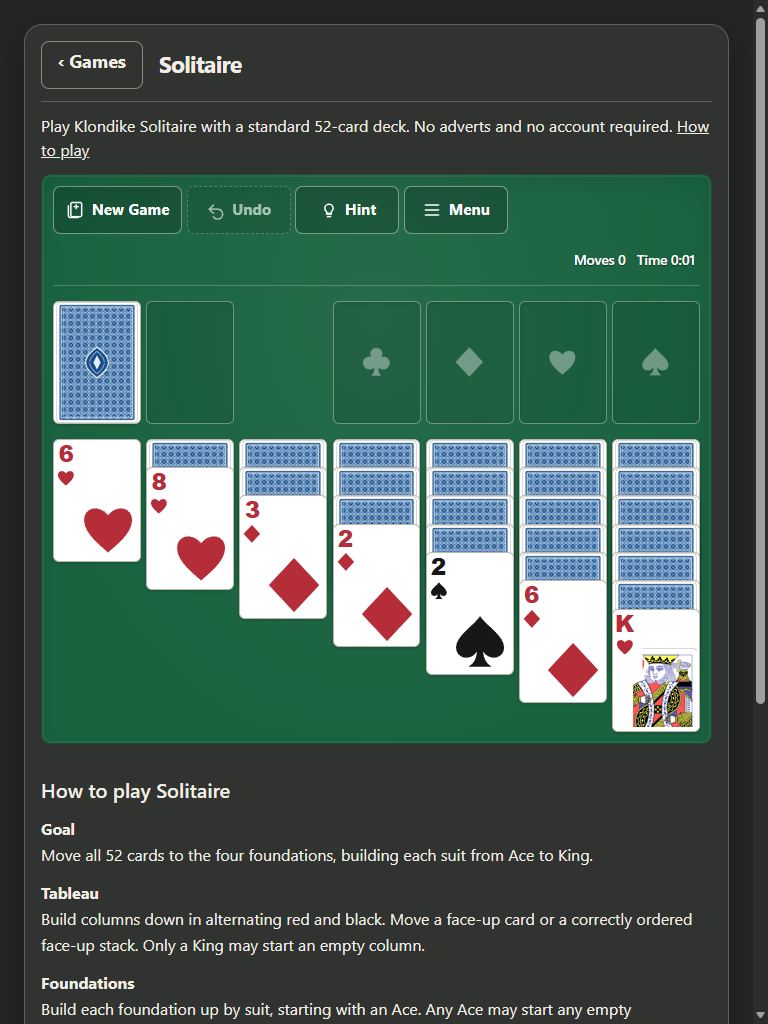 ‹ Games
Solitaire
Play Klondike Solitaire with a standard 52-card deck. No adverts and no account required. How
to play
New Game
Undo
Hint
Menu
Moves 0 Time 0:01
6
8
3
2
2
6
K
How to play Solitaire
Goal
Move all 52 cards to the four foundations, building each suit from Ace to King.
Tableau
Build columns down in alternating red and black. Move a face-up card or a correctly ordered
face-up stack. Only a King may start an empty column.
Foundations
Build each foundation up by suit, starting with an Ace. Any Ace may start any empty